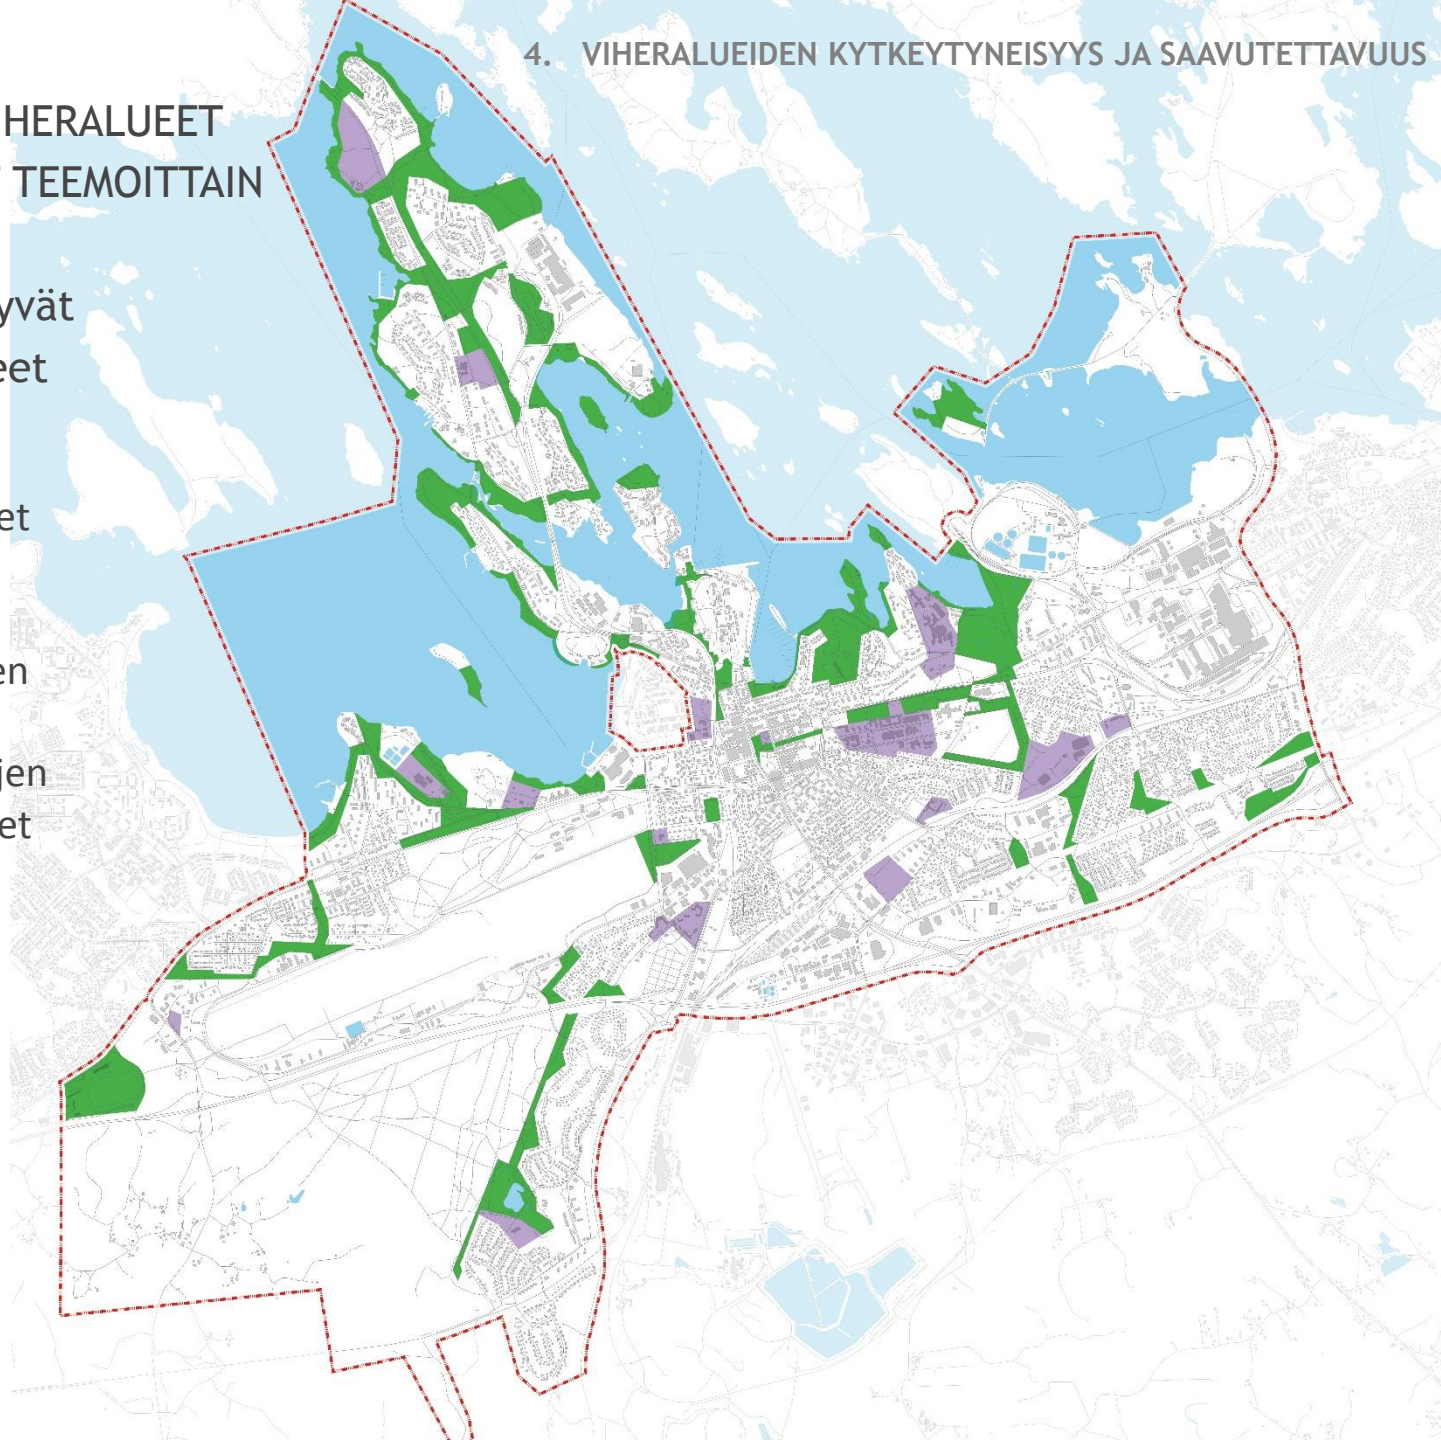 4. VIHERALUEIDEN KYTKEYTYNEISYYS JA SAAVUTETTAVUUS
HERALUEET
TEEMOITTAIN
yvät
eet
et
en
jen
et